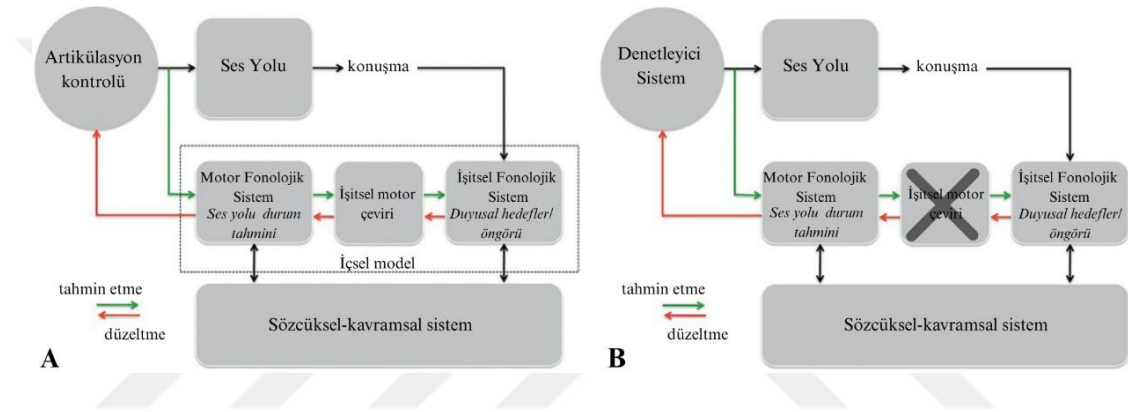 Artikülasyon
kontrolü
Ses Yolu
konuşma
Motor Fonolojik
Sistem
Ses yolu durum
tahmini
İşitsel motor
çeviri
İşitsel Fonolojik
Sistem
Duyusal hedefler/
öngörü
İçsel model
tahmin etme
düzeltme
Sözcüksel-kavramsal sistem
A
Denetleyici
Sistem
Ses Yolu
konuşma
Motor Fonolojik
Sistem
Ses yolu durum
tahmini
İşitsel motor
çeviri
İşitsel Fonolojik
Sistem
Duyusal hedefler/
öngörü
tahmin etme
düzeltme
Sözcüksel-kavramsal sistem
B